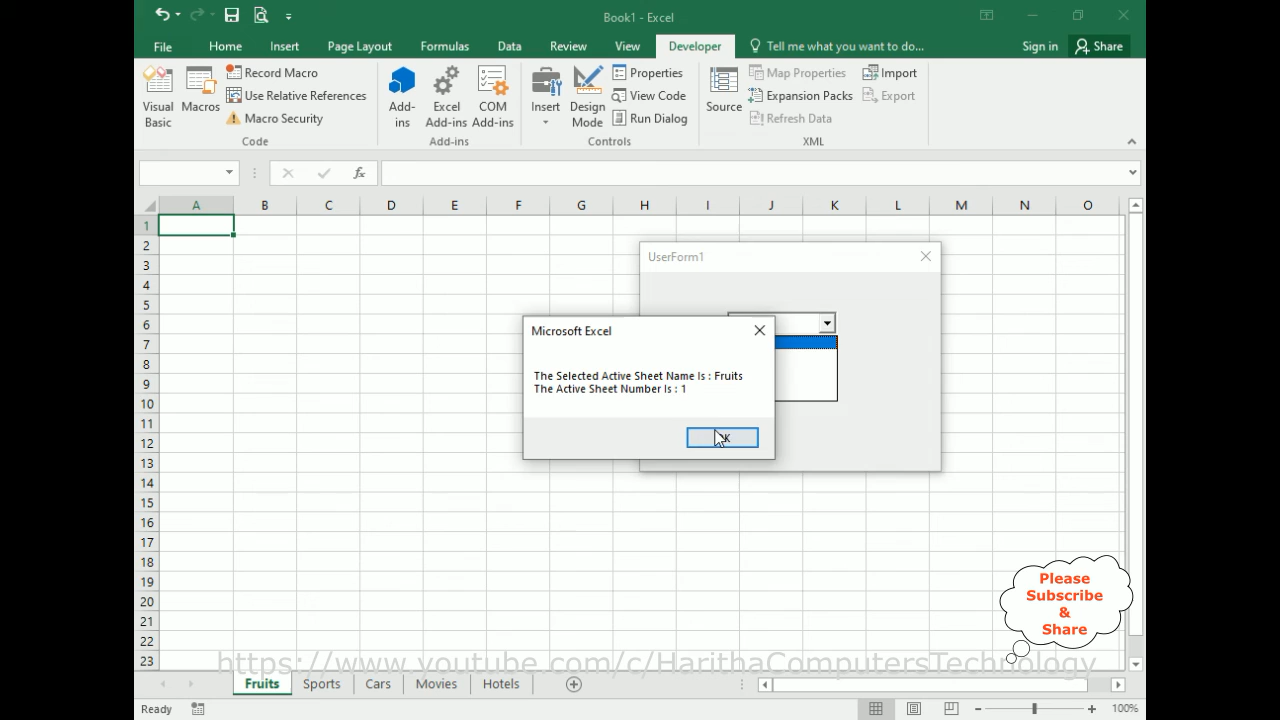 Book1 - Excel
File Home Insert Page Layout Formulas Data Review View Developer Tell me what you want to do... Sign in Share
Visual Basic
Macros
Record Macro
Use Relative References
Macro Security
Code
Add-ins
Excel Add-ins
COM Add-ins
Add-ins
Insert
Design Mode
Properties
View Code
Run Dialog
Controls
Source
Map Properties
Expansion Packs
Refresh Data
Import
Export
XML
fx
A B C D E F G H I J K L M N O
1
2
3
4
5
6
7
8
9
10
11
12
13
14
15
16
17
18
19
20
21
22
23
UserForm1
Microsoft Excel
The Selected Active Sheet Name Is : Fruits
The Active Sheet Number Is : 1
Please
Subscribe
&
Share
https://www.youtube.com/c/HarithaComputersTechnology
Fruits Sports Cars Movies Hotels
Ready
100%